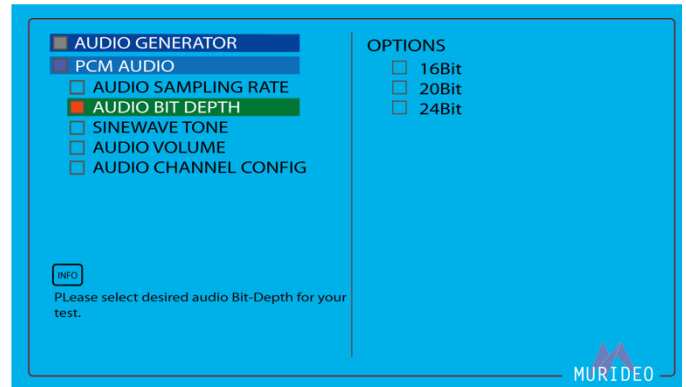 AUDIO GENERATOR
PCM AUDIO
AUDIO SAMPLING RATE
AUDIO BIT DEPTH
SINEWAVE TONE
AUDIO VOLUME
AUDIO CHANNEL CONFIG
INFO
PLease select desired audio Bit-Depth for your
test.
OPTIONS
16Bit
20Bit
24Bit
MURIDEO